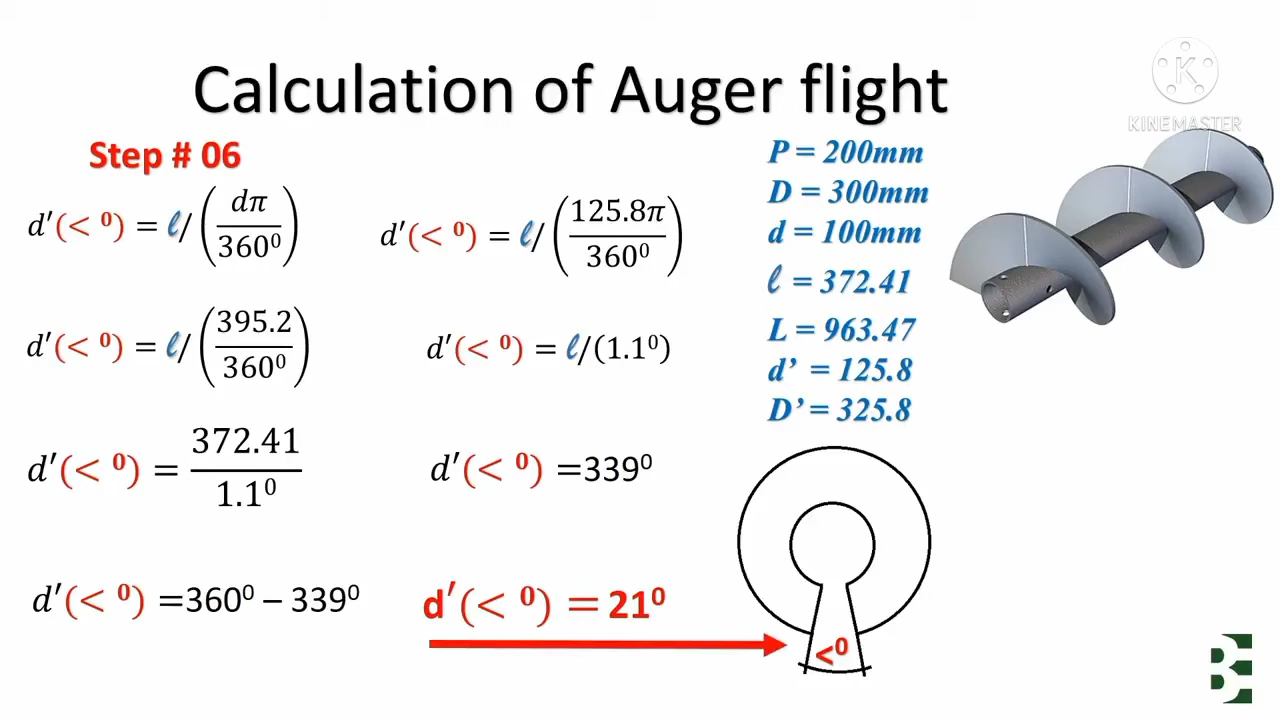 Calculation of Auger flight
K
KINEMASTER
Step # 06
d′(< ⁰) = ℓ/(dπ/360⁰)
d′(< ⁰) = ℓ/(125.8π/360⁰)
d′(< ⁰) = ℓ/(395.2/360⁰)
d′(< ⁰) = ℓ/(1.1⁰)
d′(< ⁰) = 372.41/1.1⁰
d′(< ⁰) =339⁰
d′(< ⁰) =360⁰ – 339⁰
d′(< ⁰) = 21⁰
P = 200mm
D = 300mm
d = 100mm
ℓ = 372.41
L = 963.47
d’ = 125.8
D’ = 325.8
<⁰